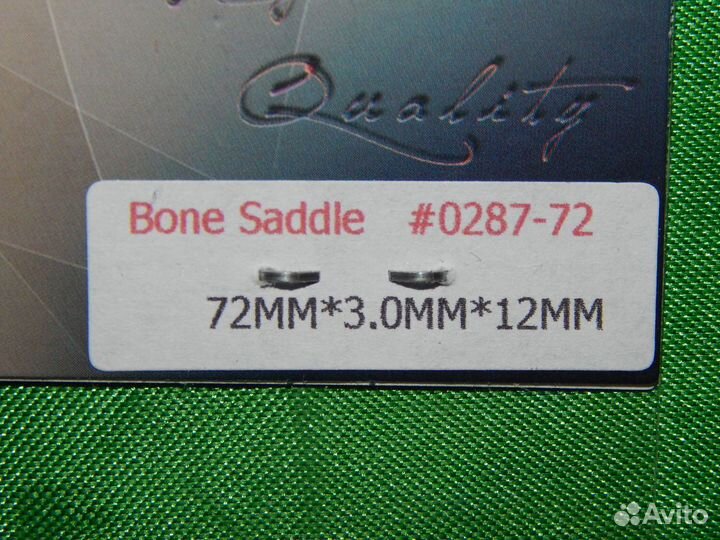 Quality
Bone Saddle #0287-72
72MM*3.0MM*12MM
Avito